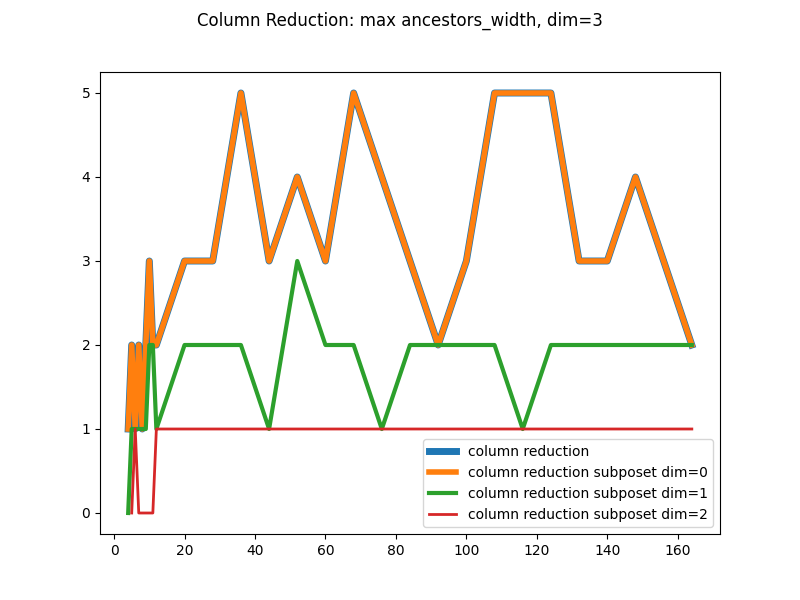 Column Reduction: max ancestors_width, dim=3
5
4
3
2
1
0
column reduction
column reduction subposet dim=0
column reduction subposet dim=1
column reduction subposet dim=2
0 20 40 60 80 100 120 140 160